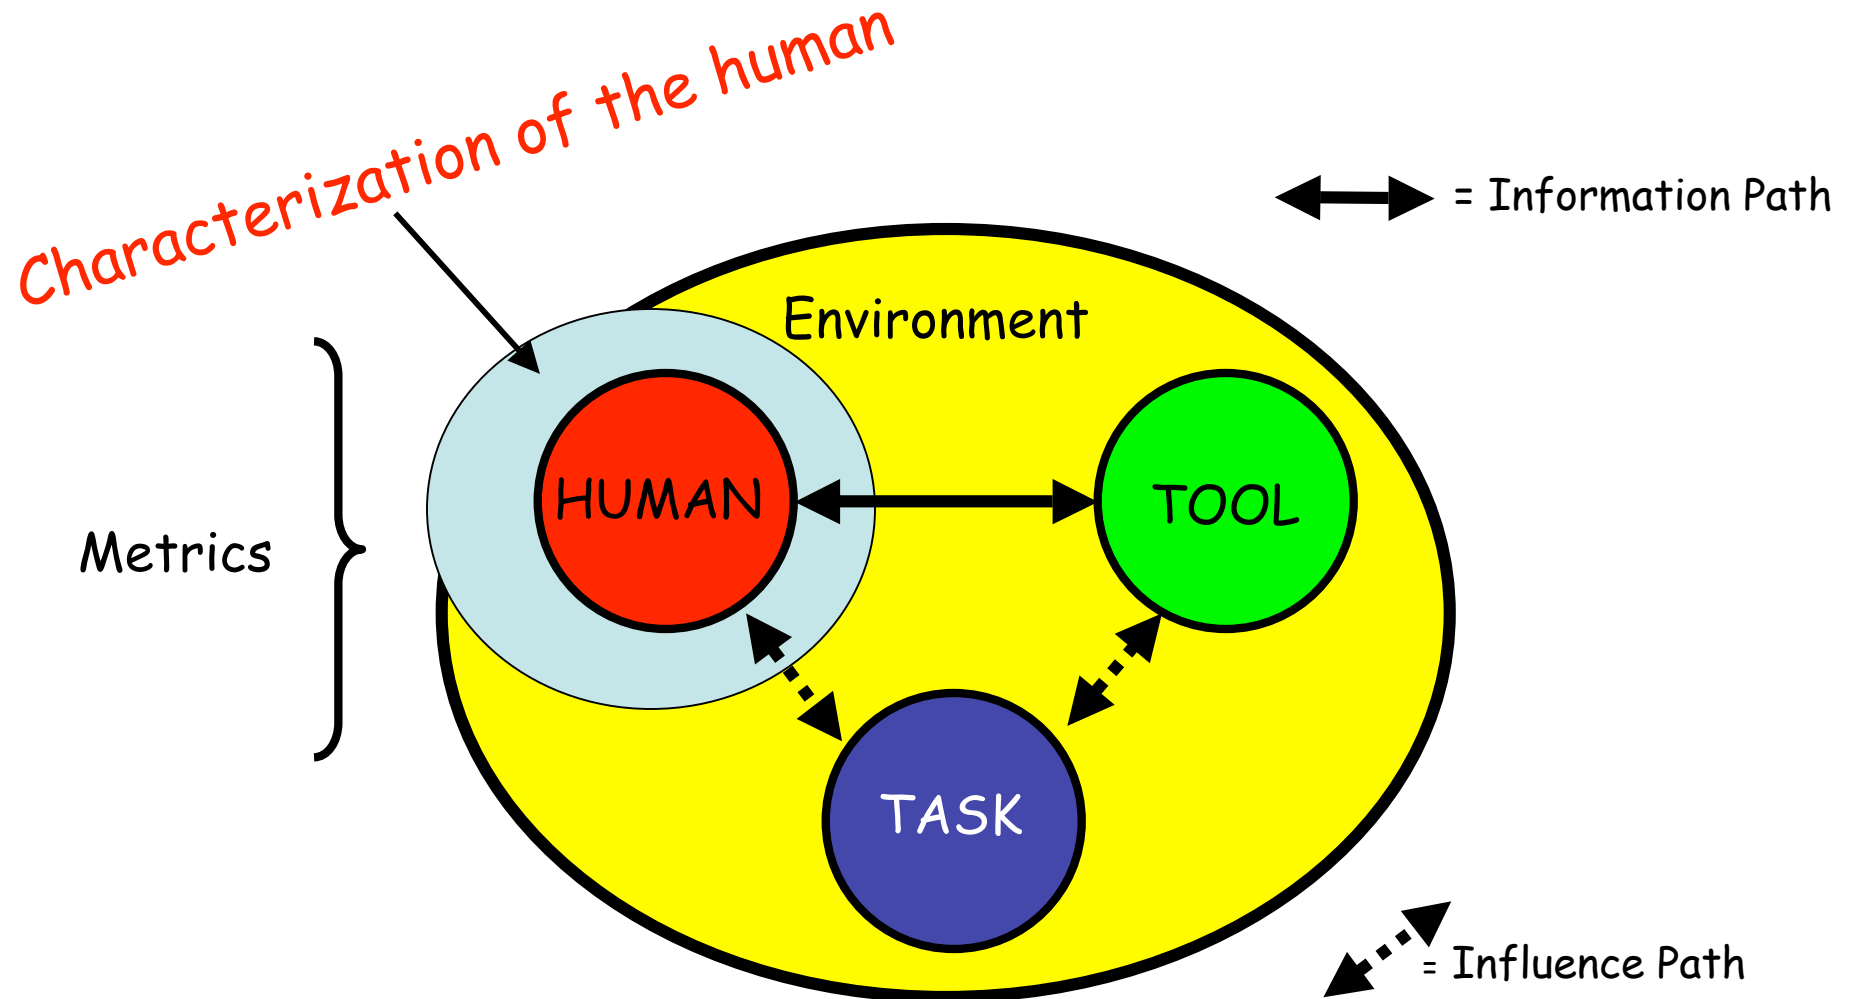 Characterization of the human
= Information Path
Environment
HUMAN
TOOL
Metrics
TASK
= Influence Path